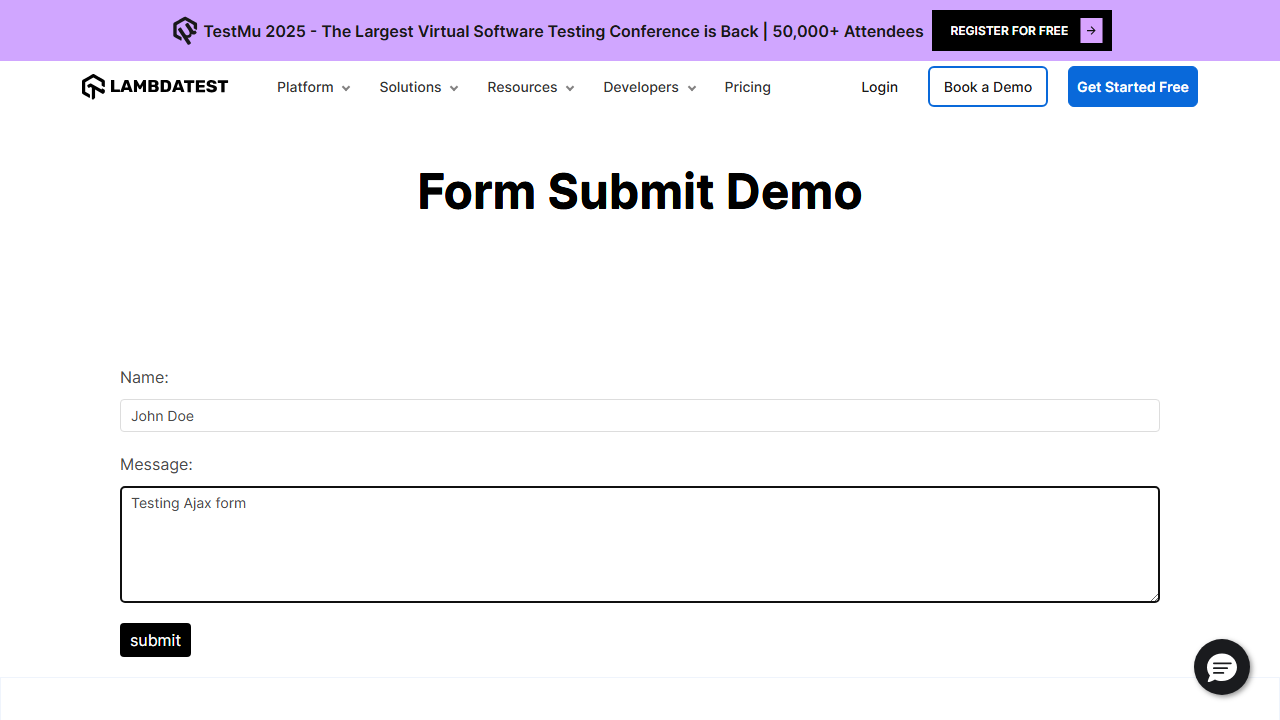 TestMu 2025 - The Largest Virtual Software Testing Conference is Back | 50,000+ Attendees REGISTER FOR FREE →
LAMBDATEST Platform Solutions Resources Developers Pricing Login Book a Demo Get Started Free
Form Submit Demo
Name:
John Doe
Message:
Testing Ajax form
submit